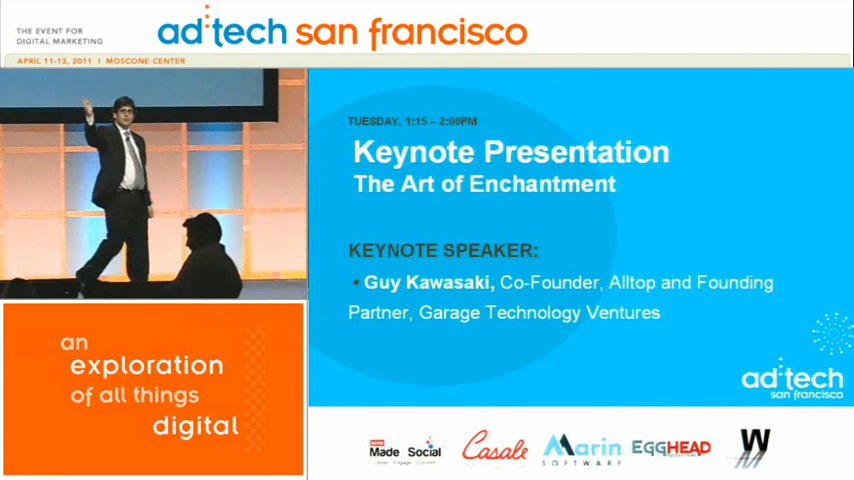 THE EVENT FOR
DIGITAL MARKETING
ad:tech san francisco
APRIL 11-13, 2011 | MOSCONE CENTER
TUESDAY, 1:15 – 2:00PM
Keynote Presentation
The Art of Enchantment
KEYNOTE SPEAKER:
• Guy Kawasaki, Co-Founder, Alltop and Founding
Partner, Garage Technology Ventures
an
exploration
of all things
digital
ad:tech
san francisco
Made Social
Casale
Marin
SOFTWARE
EGGHEAD
W